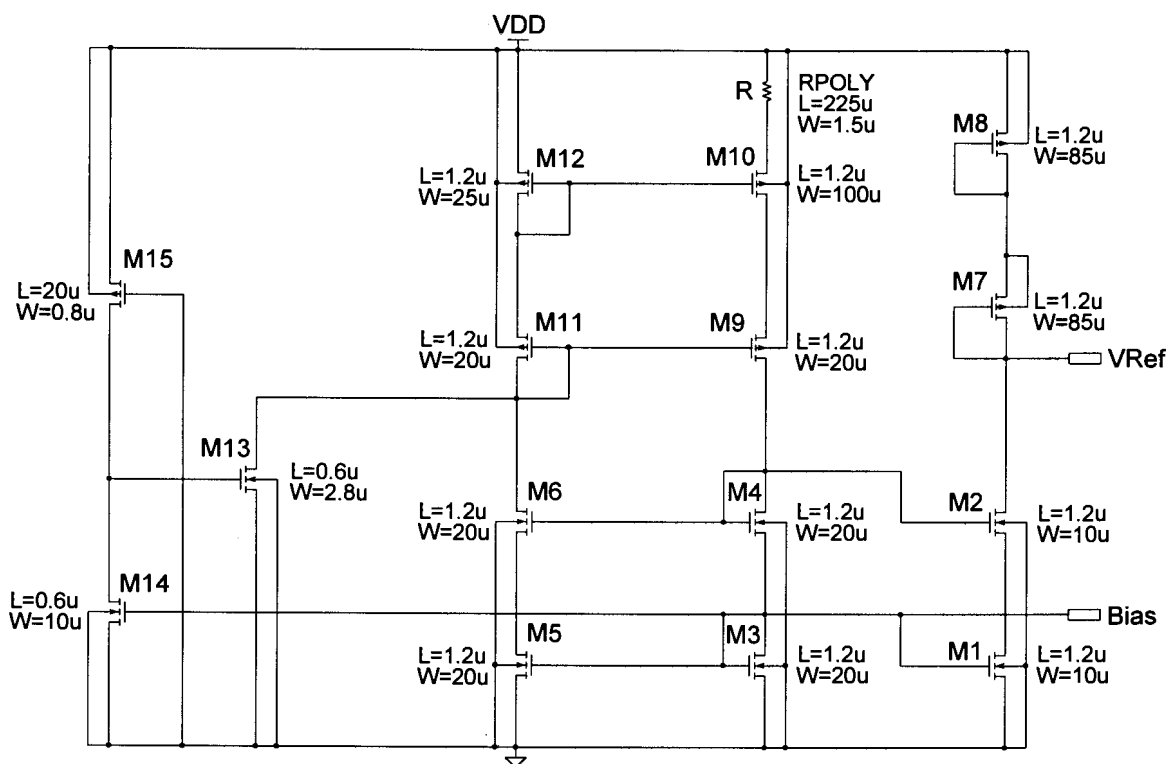 VDD
R
RPOLY
L=225u
W=1.5u
M8
L=1.2u
W=85u
M12
L=1.2u
W=25u
M10
L=1.2u
W=100u
M15
L=20u
W=0.8u
M7
L=1.2u
W=85u
M11
L=1.2u
W=20u
M9
L=1.2u
W=20u
VRef
M13
L=0.6u
W=2.8u
M6
L=1.2u
W=20u
M4
L=1.2u
W=20u
M2
L=1.2u
W=10u
M14
L=0.6u
W=10u
Bias
M5
L=1.2u
W=20u
M3
L=1.2u
W=20u
M1
L=1.2u
W=10u